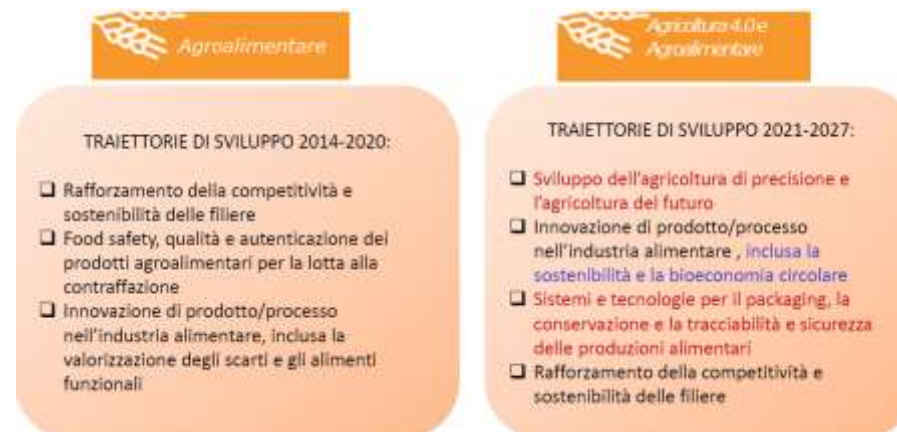 Agroalimentare
TRAIETTORIE DI SVILUPPO 2014-2020:
❑ Rafforzamento della competitività e
sostenibilità delle filiere
❑ Food safety, qualità e autenticazione dei
prodotti agroalimentari per la lotta alla
contraffazione
❑ Innovazione di prodotto/processo
nell'industria alimentare, inclusa la
valorizzazione degli scarti e gli alimenti
funzionali
Agricoltura 4.0 e
Agroalimentare
TRAIETTORIE DI SVILUPPO 2021-2027:
❑ Sviluppo dell'agricoltura di precisione e
l'agricoltura del futuro
❑ Innovazione di prodotto/processo
nell'industria alimentare , inclusa la
sostenibilità e la bioeconomia circolare
❑ Sistemi e tecnologie per il packaging, la
conservazione e la tracciabilità e sicurezza
delle produzioni alimentari
❑ Rafforzamento della competitività e
sostenibilità delle filiere